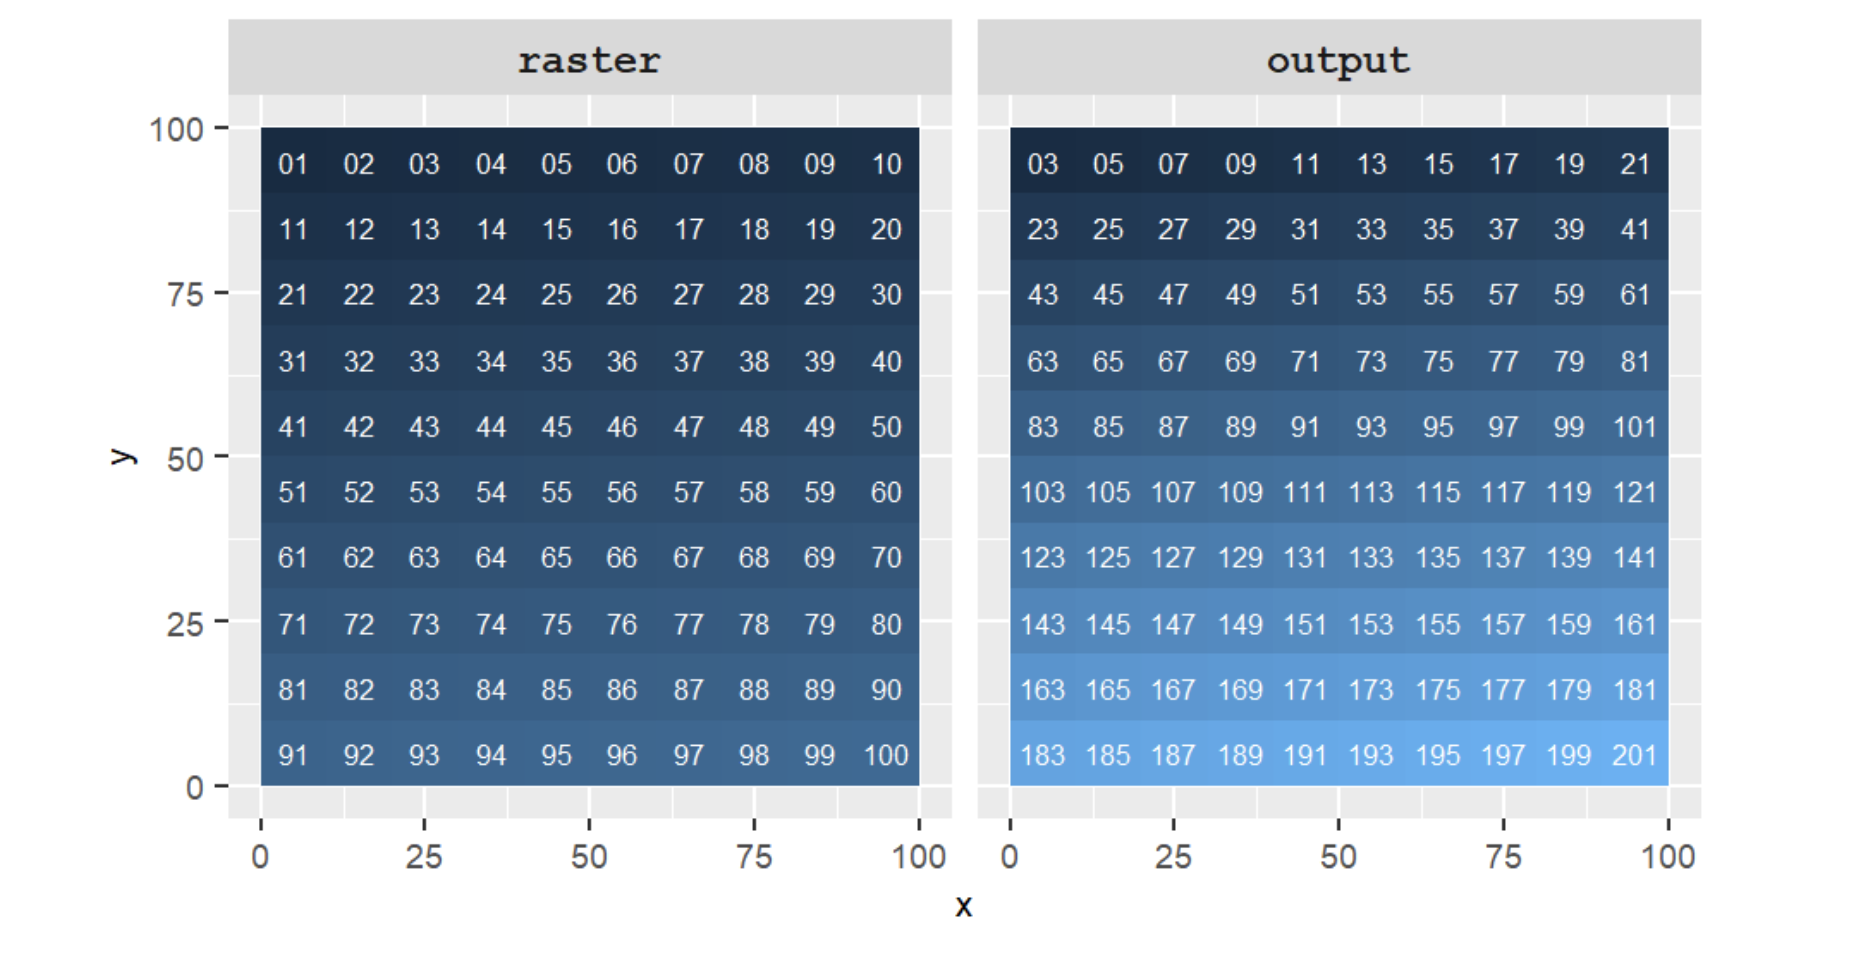 raster output
100 01 02 03 04 05 06 07 08 09 10 03 05 07 09 11 13 15 17 19 21
11 12 13 14 15 16 17 18 19 20 23 25 27 29 31 33 35 37 39 41
75 21 22 23 24 25 26 27 28 29 30 43 45 47 49 51 53 55 57 59 61
31 32 33 34 35 36 37 38 39 40 63 65 67 69 71 73 75 77 79 81
41 42 43 44 45 46 47 48 49 50 83 85 87 89 91 93 95 97 99 101
y 50
51 52 53 54 55 56 57 58 59 60 103 105 107 109 111 113 115 117 119 121
61 62 63 64 65 66 67 68 69 70 123 125 127 129 131 133 135 137 139 141
25 71 72 73 74 75 76 77 78 79 80 143 145 147 149 151 153 155 157 159 161
81 82 83 84 85 86 87 88 89 90 163 165 167 169 171 173 175 177 179 181
91 92 93 94 95 96 97 98 99 100 183 185 187 189 191 193 195 197 199 201
0
0 25 50 75 100 0 25 50 75 100
x